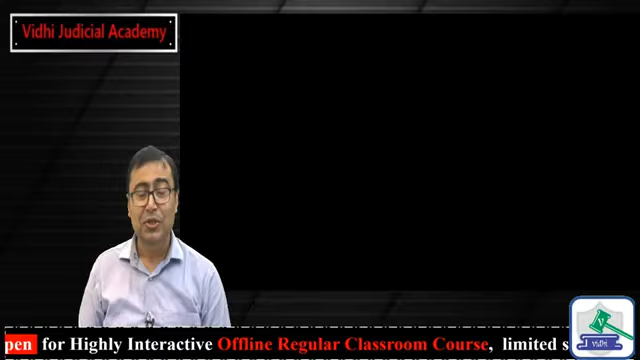 Vidhi Judicial Academy
pen for Highly Interactive Offline Regular Classroom Course, limited s
V
vidhi